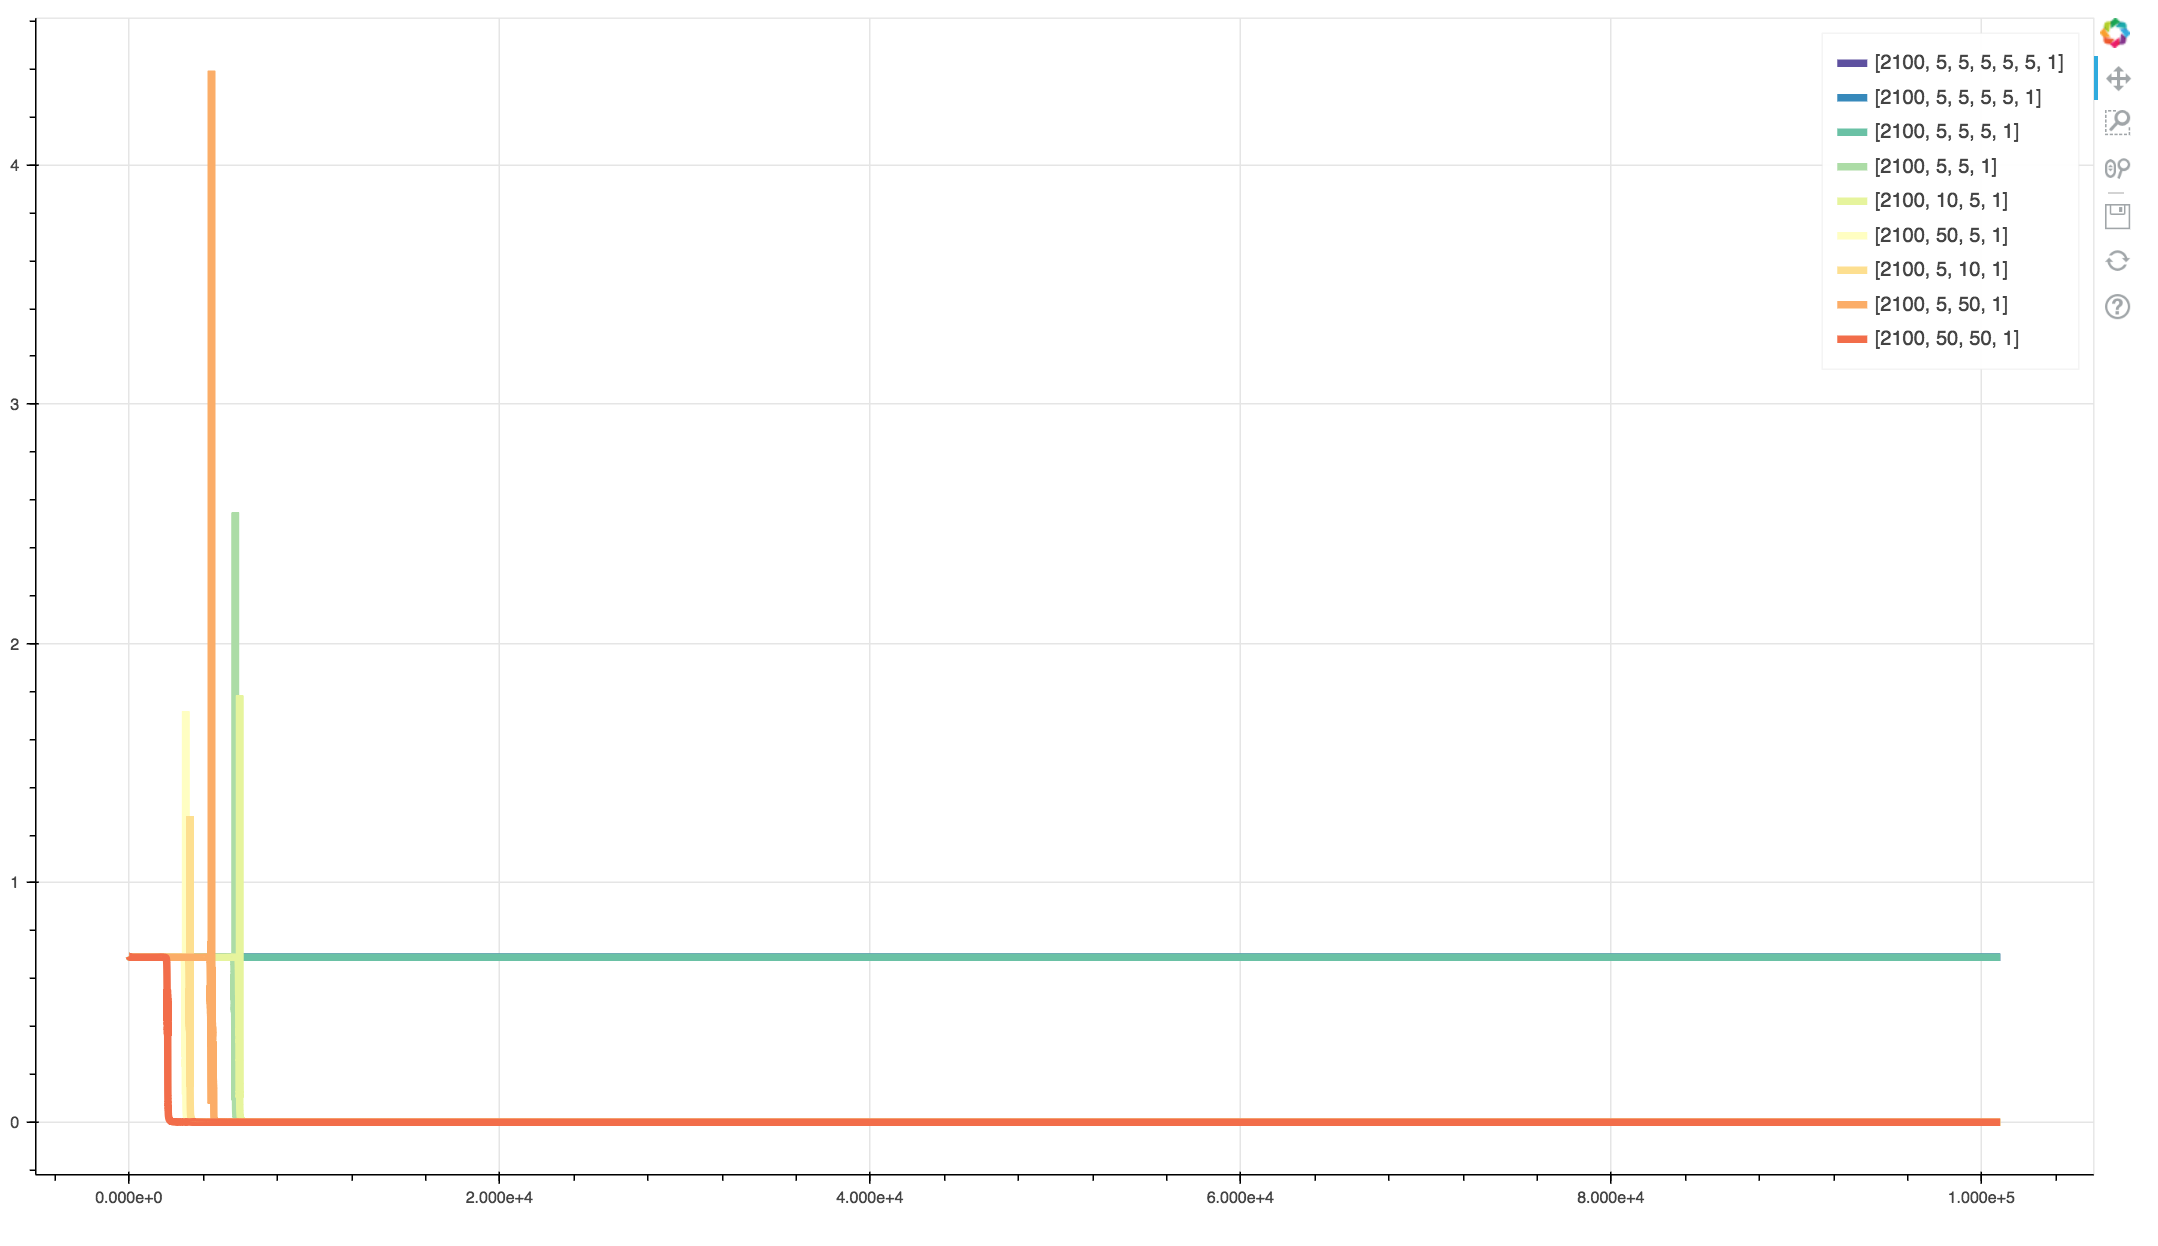 4
3
2
1
0
0.000e+0 2.000e+4 4.000e+4 6.000e+4 8.000e+4 1.000e+5
[2100, 5, 5, 5, 5, 5, 1]
[2100, 5, 5, 5, 5, 1]
[2100, 5, 5, 5, 1]
[2100, 5, 5, 1]
[2100, 10, 5, 1]
[2100, 50, 5, 1]
[2100, 5, 10, 1]
[2100, 5, 50, 1]
[2100, 50, 50, 1]